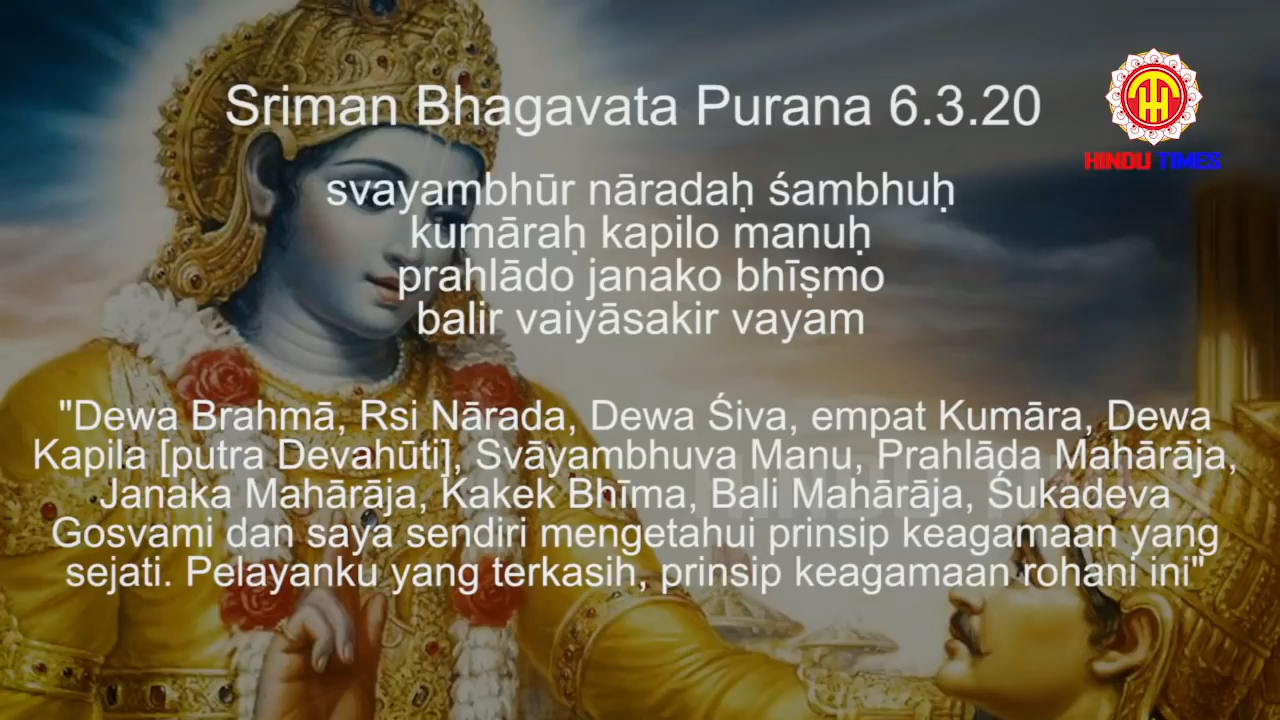 Sriman Bhagavata Purana 6.3.20
HINDU TIMES
svayambhūr nāradaḥ śambhuḥ
kumāraḥ kapilo manuḥ
prahlādo janako bhīṣmo
balir vaiyāsakir vayam
"Dewa Brahmā, Rsi Nārada, Dewa Śiva, empat Kumāra, Dewa
Kapila [putra Devahūti], Svāyambhuva Manu, Prahlāda Mahārāja,
Janaka Mahārāja, Kakek Bhīma, Bali Mahārāja, Śukadeva
Gosvami dan saya sendiri mengetahui prinsip keagamaan yang
sejati. Pelayanku yang terkasih, prinsip keagamaan rohani ini"